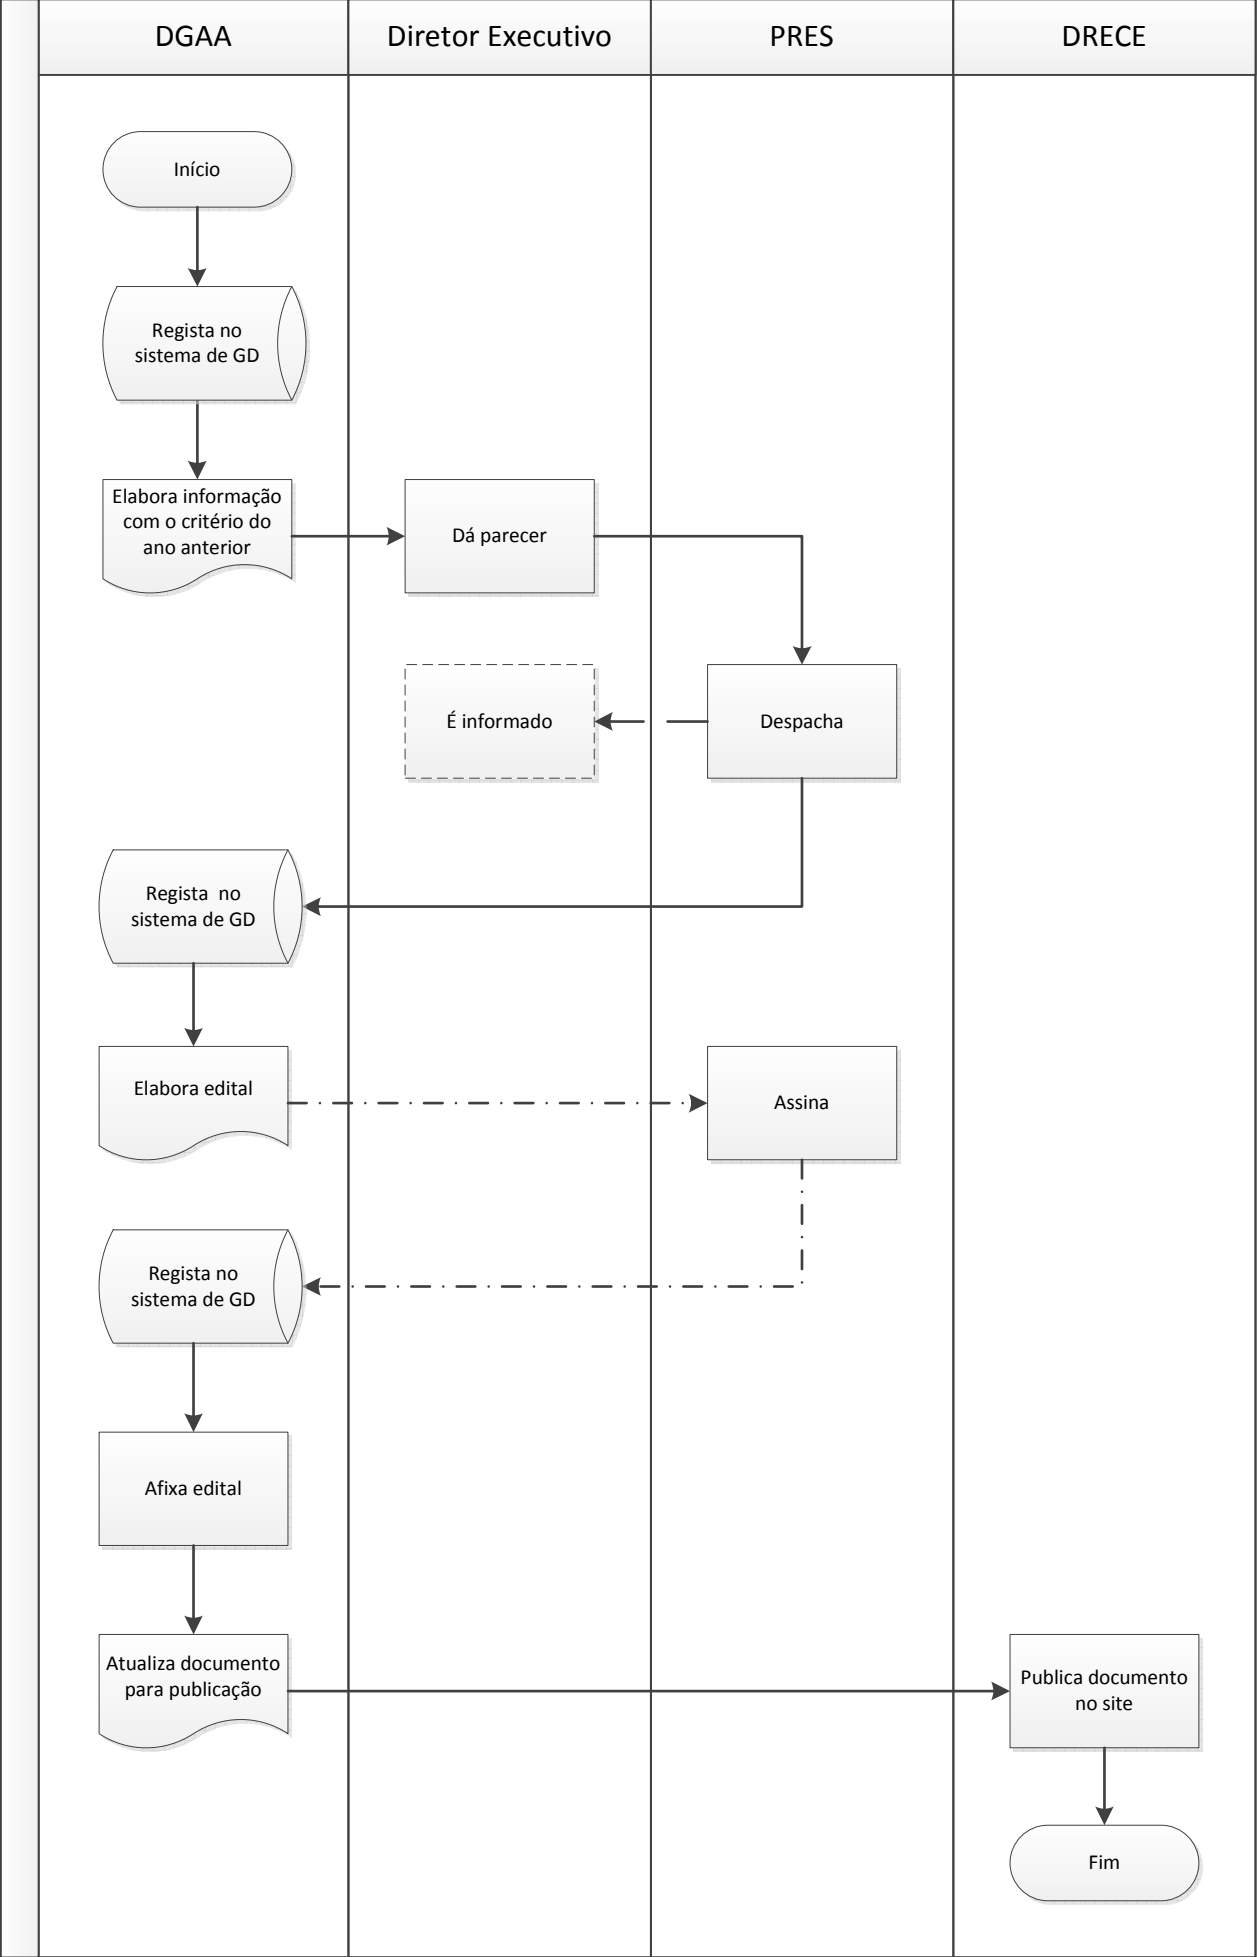 DGAA
Diretor Executivo
PRES
DRECE
Início
Regista no
sistema de GD
Elabora informação
com o critério do
ano anterior
Dá parecer
É informado
Despacha
Regista  no
sistema de GD
Elabora edital
Assina
Regista no
sistema de GD
Afixa edital
Atualiza documento
para publicação
Publica documento
no site
Fim